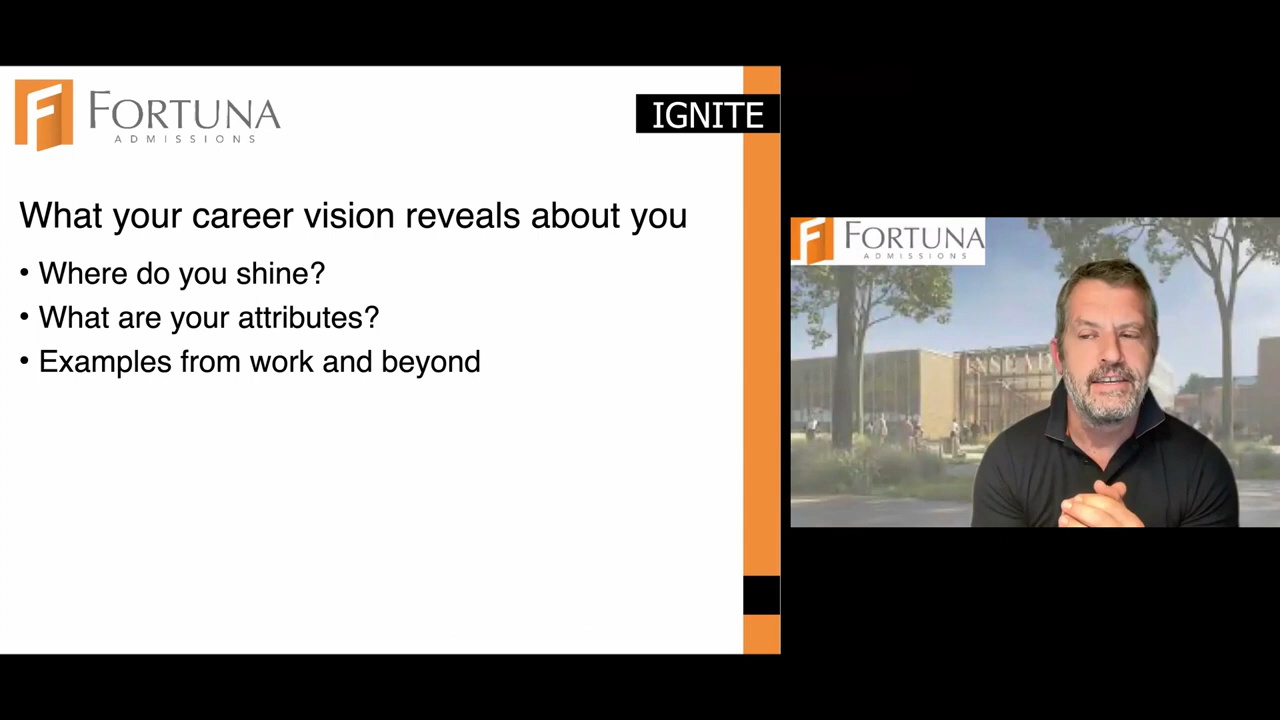 FORTUNA
ADMISSIONS
IGNITE
What your career vision reveals about you
• Where do you shine?
• What are your attributes?
• Examples from work and beyond
FORTUNA
ADMISSIONS
INSEAD